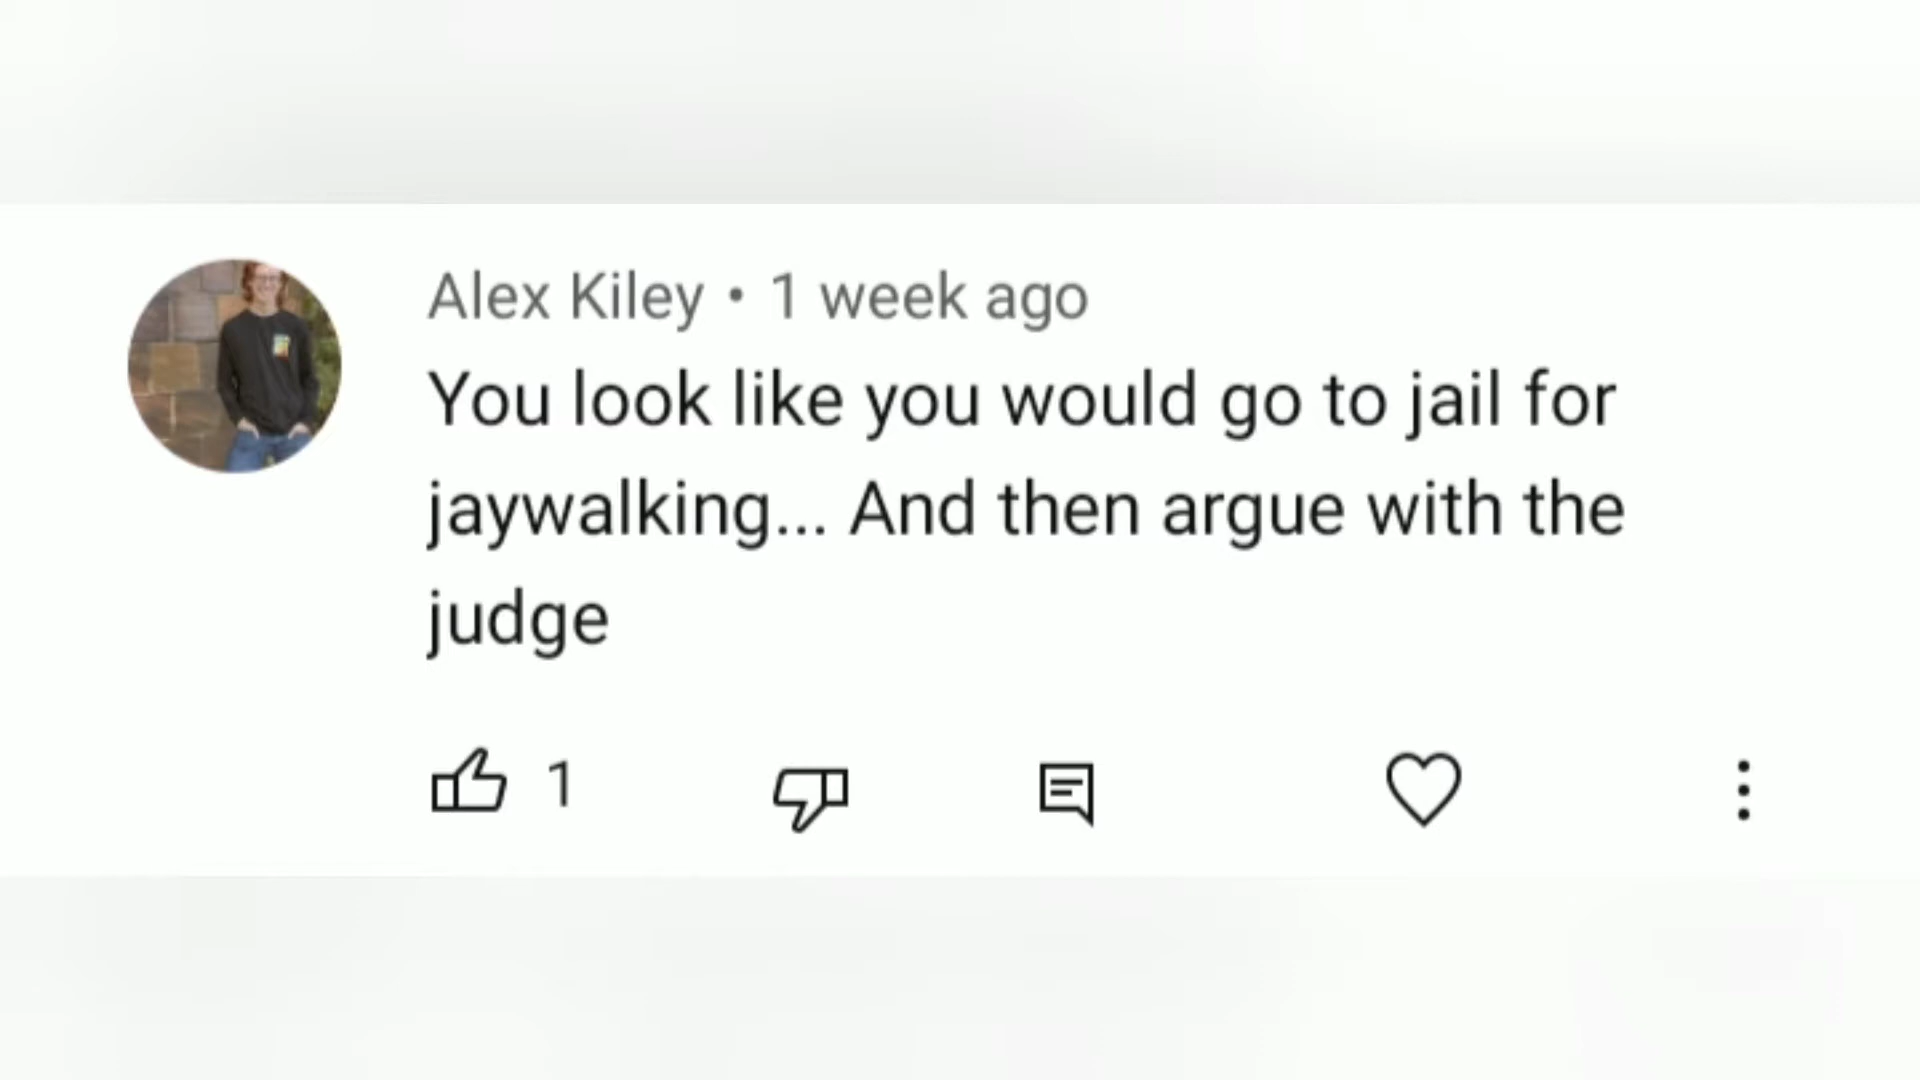 Alex Kiley • 1 week ago
You look like you would go to jail for
jaywalking... And then argue with the
judge
1